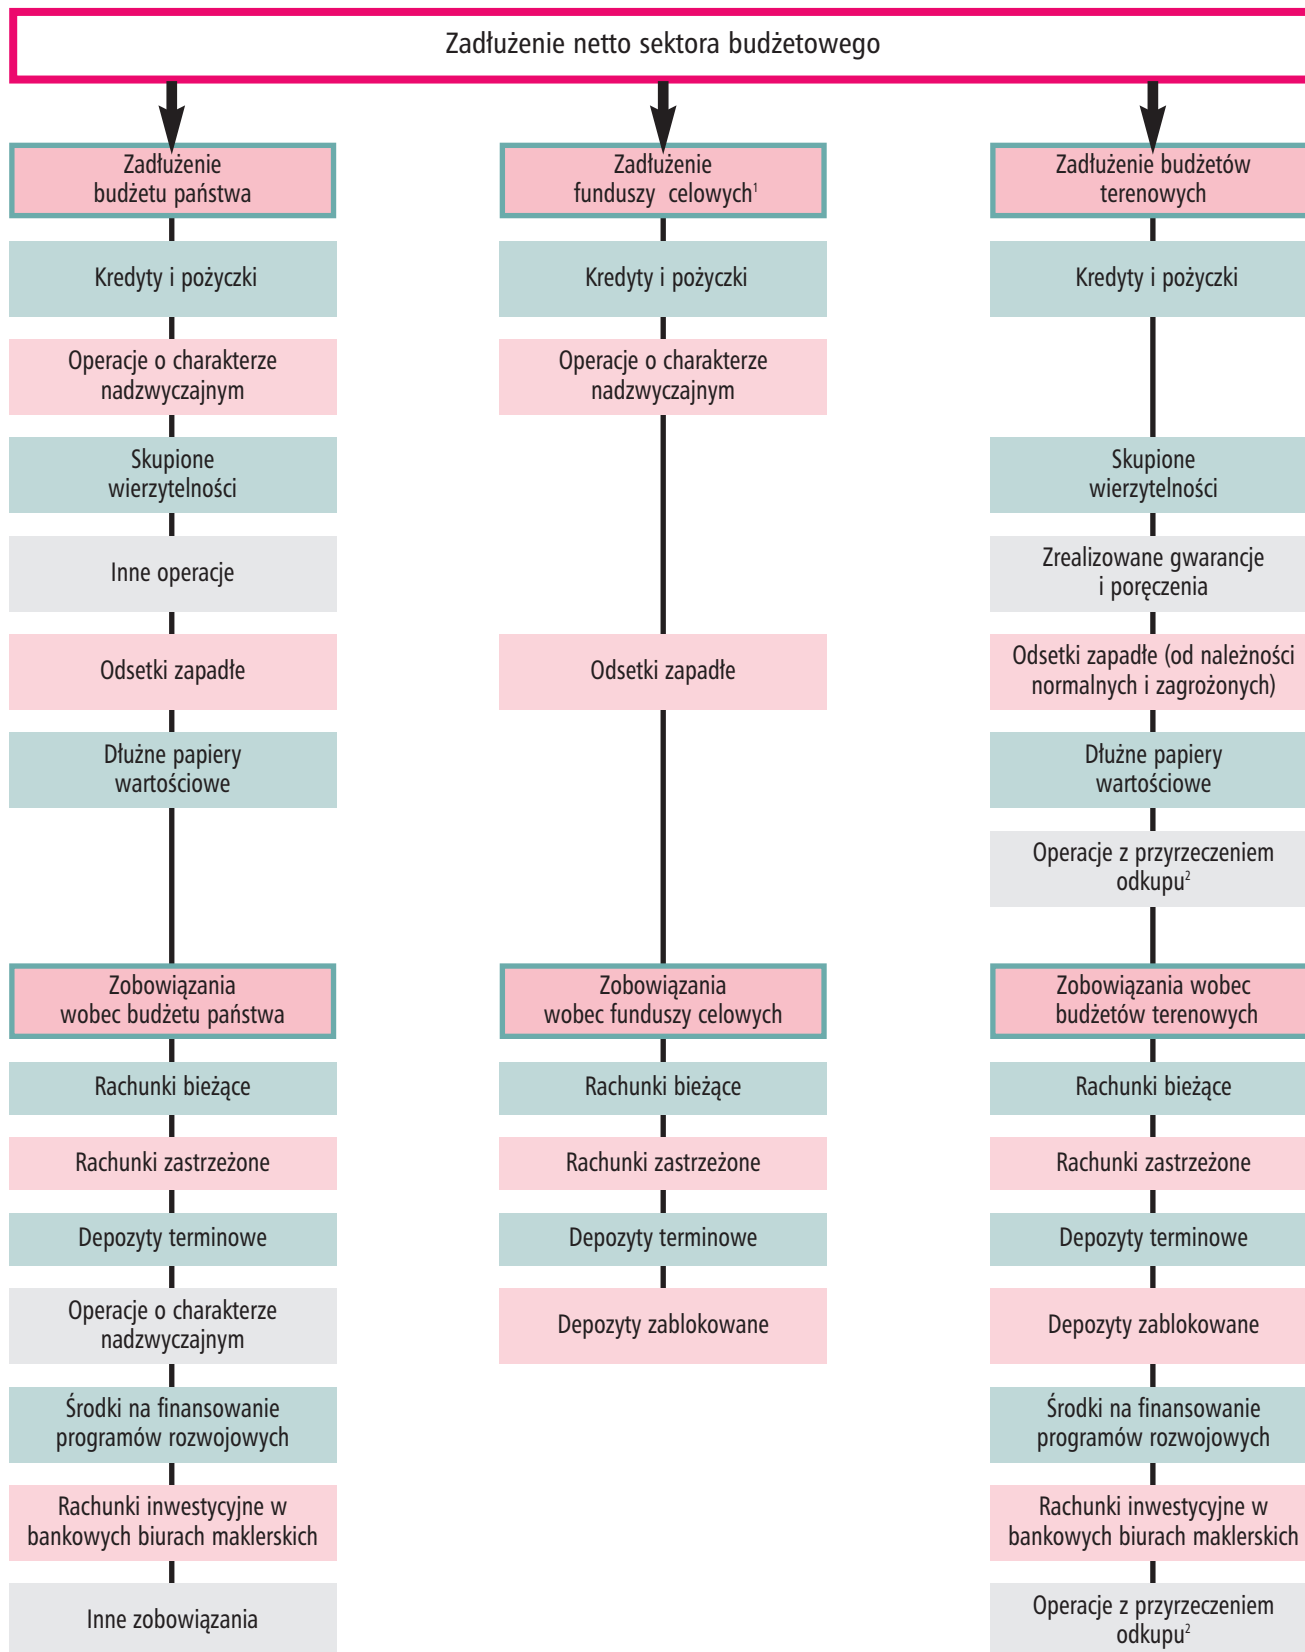 Zadłużenie netto sektora budżetowego
Zadłużenie
budżetu państwa
Kredyty i pożyczki
Operacje o charakterze
nadzwyczajnym
Skupione
wierzytelności
Inne operacje
Odsetki zapadłe
Dłużne papiery
wartościowe
Zobowiązania
wobec budżetu państwa
Rachunki bieżące
Rachunki zastrzeżone
Depozyty terminowe
Operacje o charakterze
nadzwyczajnym
Środki na finansowanie
programów rozwojowych
Rachunki inwestycyjne w
bankowych biurach maklerskich
Inne zobowiązania
Zadłużenie
funduszy celowych¹
Kredyty i pożyczki
Operacje o charakterze
nadzwyczajnym
Odsetki zapadłe
Zobowiązania
wobec funduszy celowych
Rachunki bieżące
Rachunki zastrzeżone
Depozyty terminowe
Depozyty zablokowane
Zadłużenie budżetów
terenowych
Kredyty i pożyczki
Skupione
wierzytelności
Zrealizowane gwarancje
i poręczenia
Odsetki zapadłe (od należności
normalnych i zagrożonych)
Dłużne papiery
wartościowe
Operacje z przyrzeczeniem
odkupu²
Zobowiązania wobec
budżetów terenowych
Rachunki bieżące
Rachunki zastrzeżone
Depozyty terminowe
Depozyty zablokowane
Środki na finansowanie
programów rozwojowych
Rachunki inwestycyjne w
bankowych biurach maklerskich
Operacje z przyrzeczeniem
odkupu²